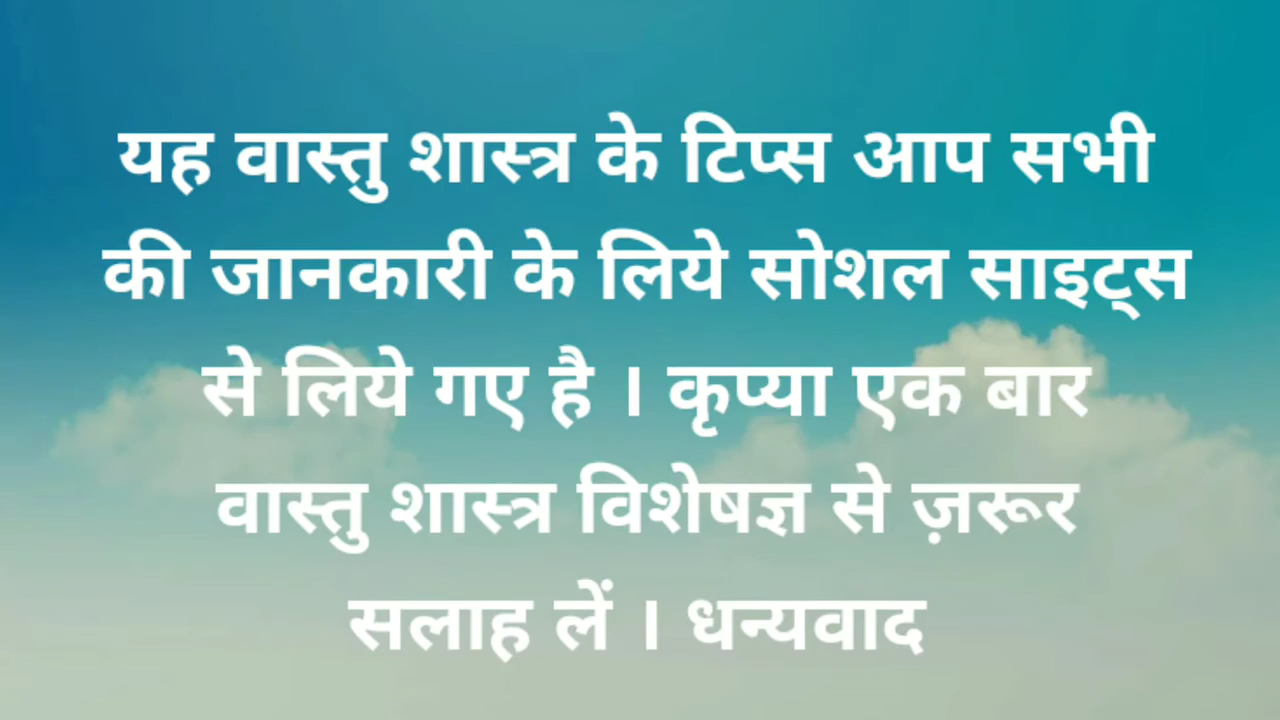 यह वास्तु शास्त्र के टिप्स आप सभी
की जानकारी के लिये सोशल साइट्स
से लिये गए है । कृप्या एक बार
वास्तु शास्त्र विशेषज्ञ से ज़रूर
सलाह लें । धन्यवाद